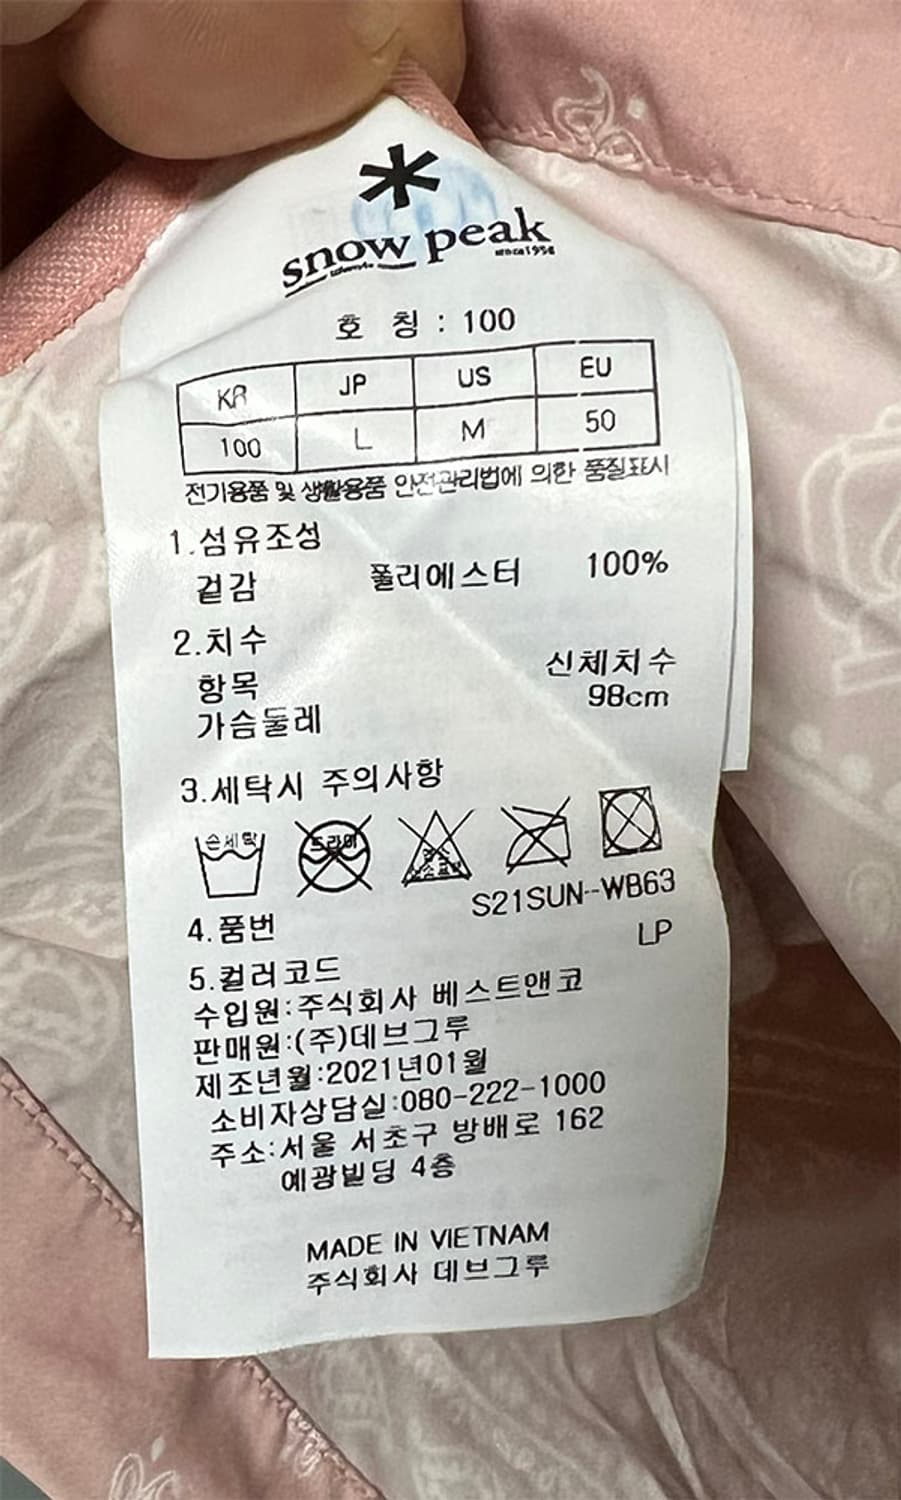 snow peak
since 1958
호 칭 : 100
KR JP US EU
100 L M 50
전기용품 및 생활용품 안전관리법에 의한 품질표시
1.섬유조성
겉감 폴리에스터 100%
2.치수
항목 신체치수
가슴둘레 98cm
3.세탁시 주의사항
손세탁 드라이 염소
4.품번 S21SUN--WB63
5.컬러코드 LP
수입원:주식회사 베스트앤코
판매원:(주)데브그루
제조년월:2021년01월
소비자상담실:080-222-1000
주소:서울 서초구 방배로 162
예광빌딩 4층
MADE IN VIETNAM
주식회사 데브그루